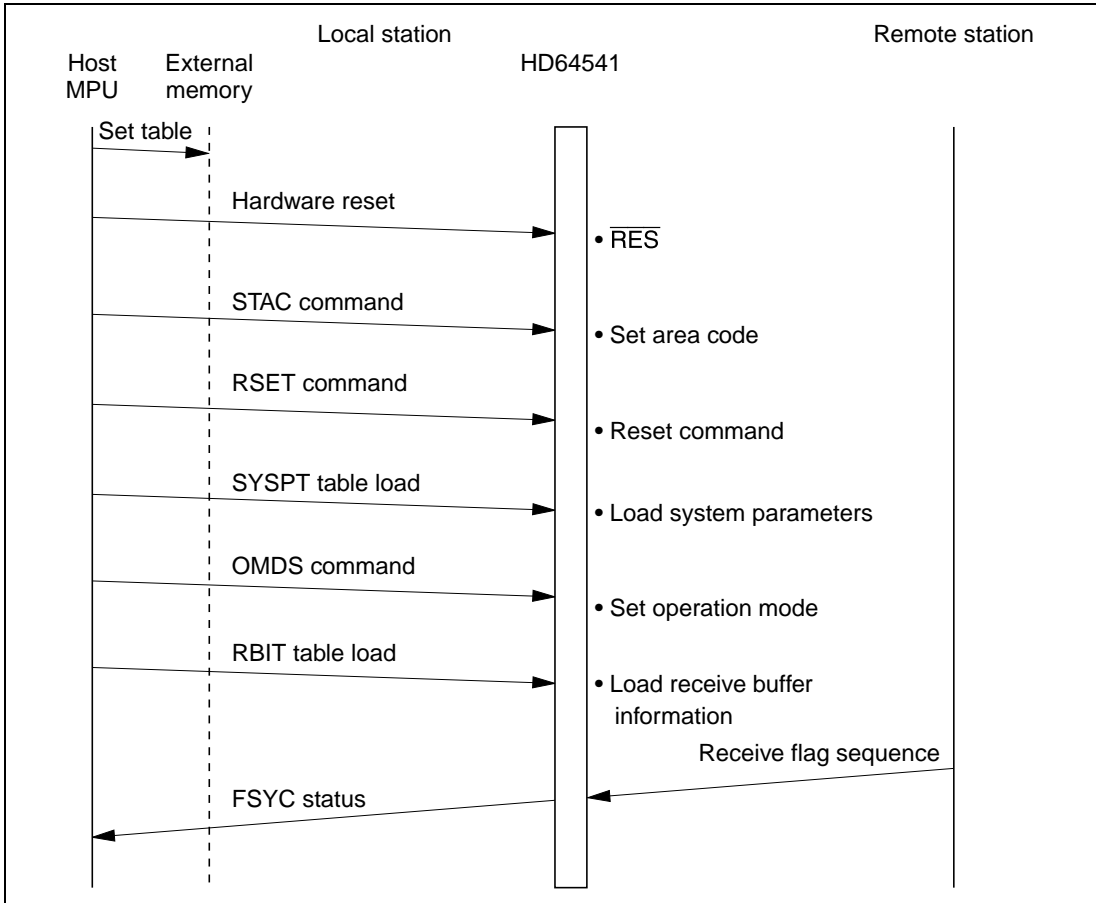 Local station
Remote station
Host MPU
External memory
HD64541
Set table
Hardware reset
• R̅E̅S̅
STAC command
• Set area code
RSET command
• Reset command
SYSPT table load
• Load system parameters
OMDS command
• Set operation mode
RBIT table load
• Load receive buffer
information
Receive flag sequence
FSYC status